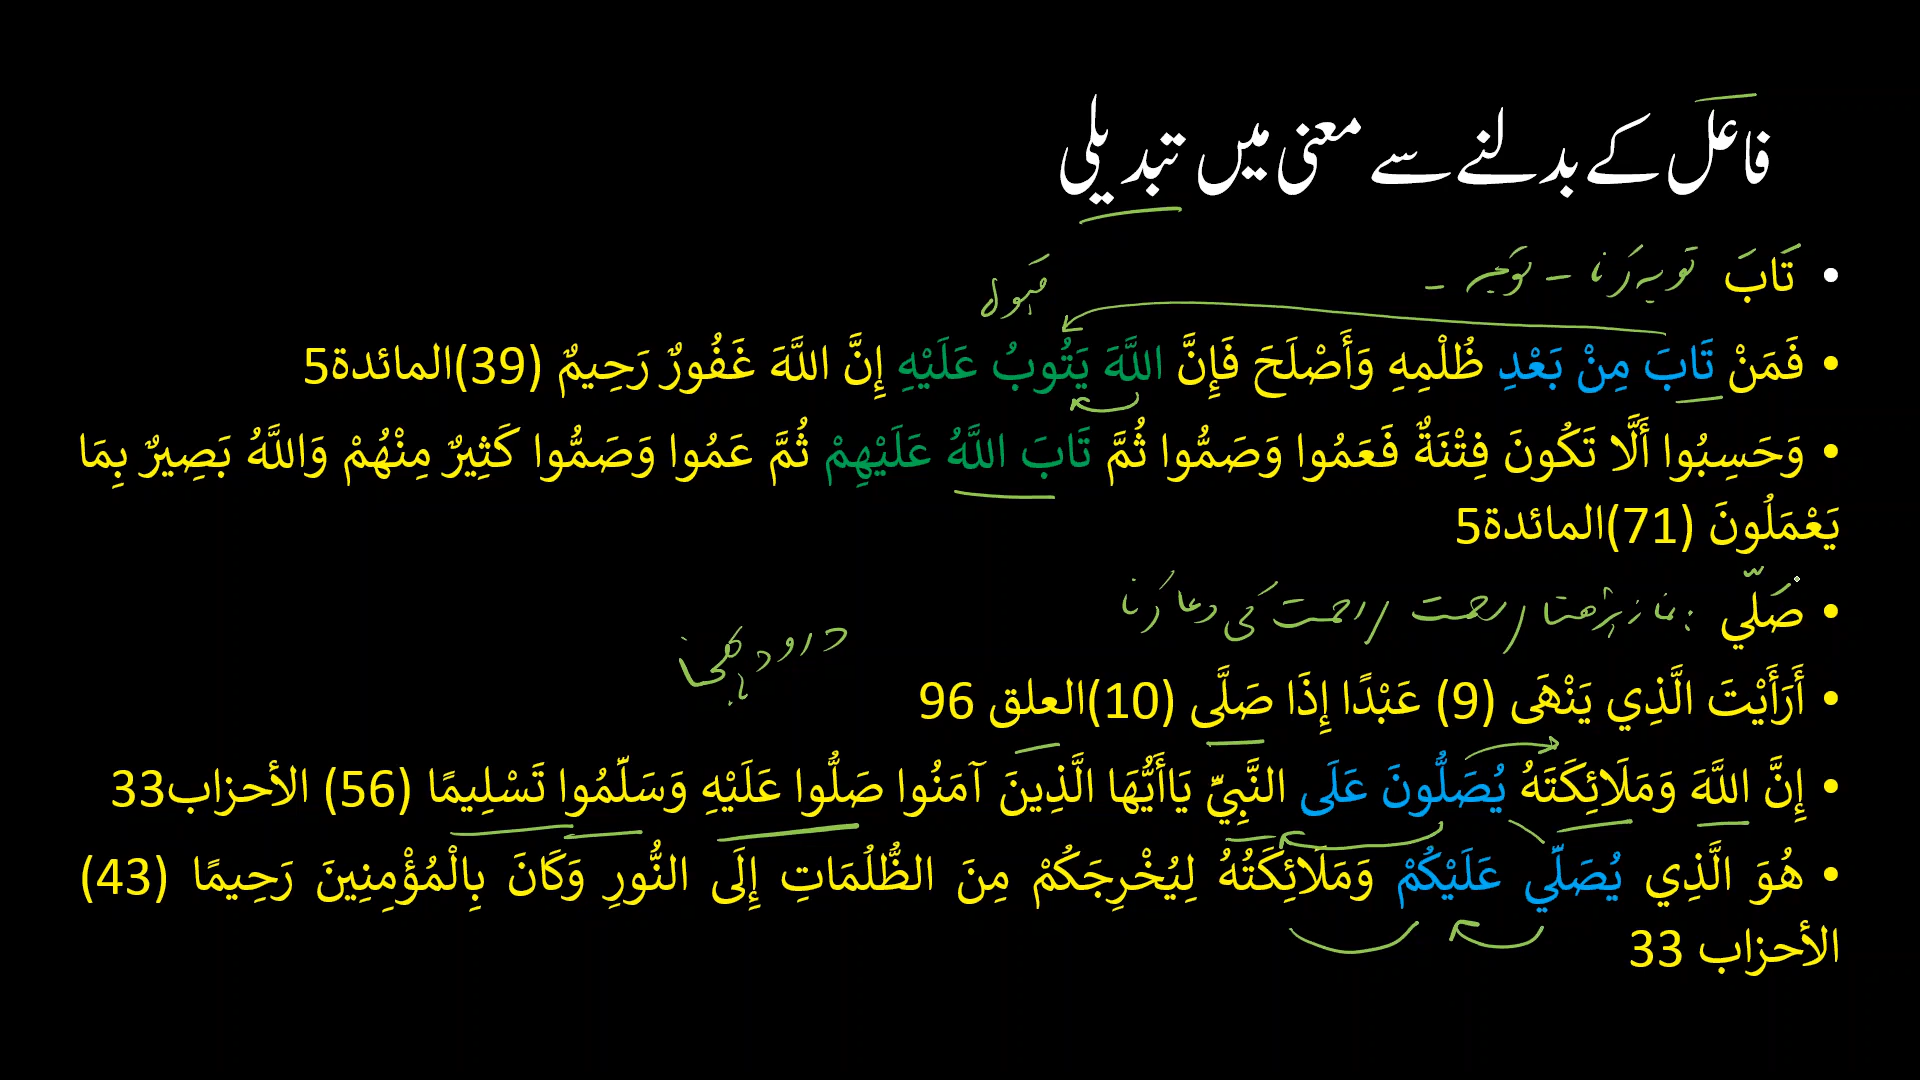 فاعل کے بدلنے سے معنی میں تبدیلی
• تَابَ توبہ کرنا - توجہ -
قبول
• فَمَنْ تَابَ مِنْ بَعْدِ ظُلْمِهِ وَأَصْلَحَ فَإِنَّ اللَّهَ يَتُوبُ عَلَيْهِ إِنَّ اللَّهَ غَفُورٌ رَحِيمٌ (39)المائدة5
• وَحَسِبُوا أَلَّا تَكُونَ فِتْنَةٌ فَعَمُوا وَصَمُّوا ثُمَّ تَابَ اللَّهُ عَلَيْهِمْ ثُمَّ عَمُوا وَصَمُّوا كَثِيرٌ مِنْهُمْ وَاللَّهُ بَصِيرٌ بِمَا
يَعْمَلُونَ (71)المائدة5
• صَلّي : نماز پڑھنا / رحمت / رحمت کی دعا کرنا
درود بھیجنا
• أَرَأَيْتَ الَّذِي يَنْهَى (9) عَبْدًا إِذَا صَلَّى (10)العلق 96
• إِنَّ اللَّهَ وَمَلَائِكَتَهُ يُصَلُّونَ عَلَى النَّبِيِّ يَاأَيُّهَا الَّذِينَ آمَنُوا صَلُّوا عَلَيْهِ وَسَلِّمُوا تَسْلِيمًا (56) الأحزاب33
• هُوَ الَّذِي يُصَلِّي عَلَيْكُمْ وَمَلَائِكَتُهُ لِيُخْرِجَكُمْ مِنَ الظُّلُمَاتِ إِلَى النُّورِ وَكَانَ بِالْمُؤْمِنِينَ رَحِيمًا (43)
الأحزاب 33